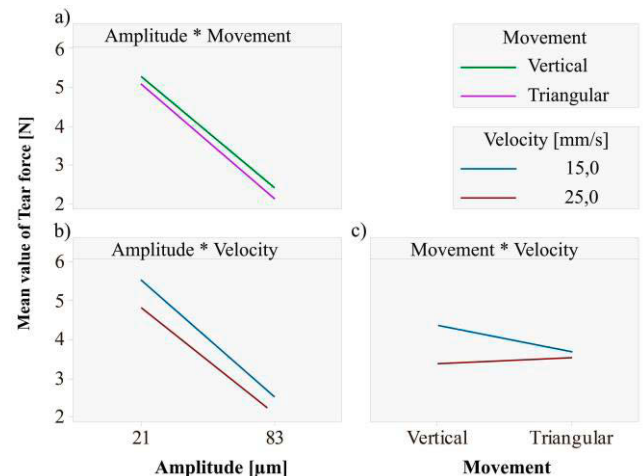 a)
Amplitude * Movement
6
5
4
3
2
Movement
Vertical
Triangular
Velocity [mm/s]
15,0
25,0
Mean value of Tear force [N]
b)
Amplitude * Velocity
6
5
4
3
2
21
83
Amplitude [µm]
c)
Movement * Velocity
Vertical
Triangular
Movement